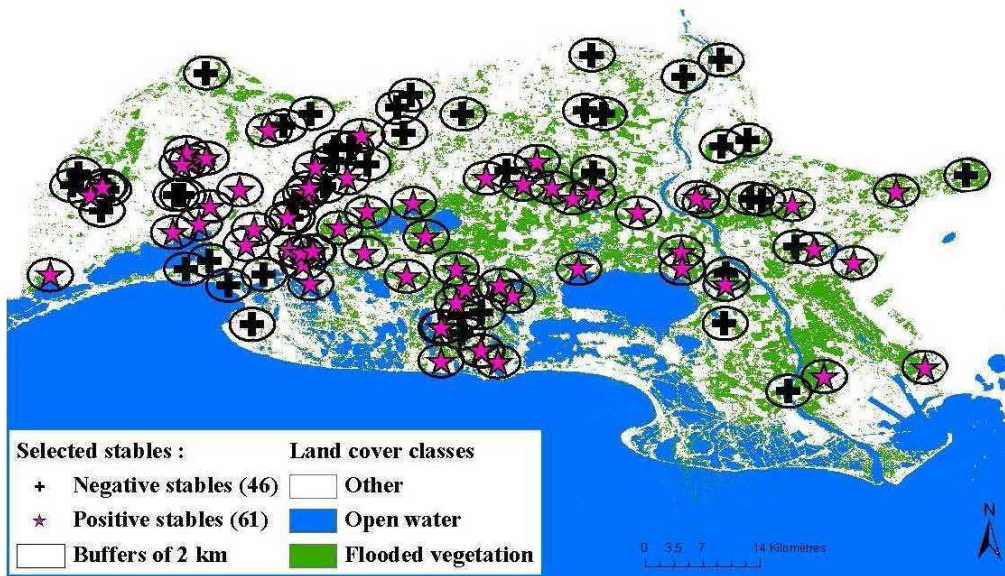 Selected stables :
Negative stables (46)
Positive stables (61)
Buffers of 2 km
Land cover classes
Other
Open water
Flooded vegetation
N
0 3,5 7 14 Kilomètres